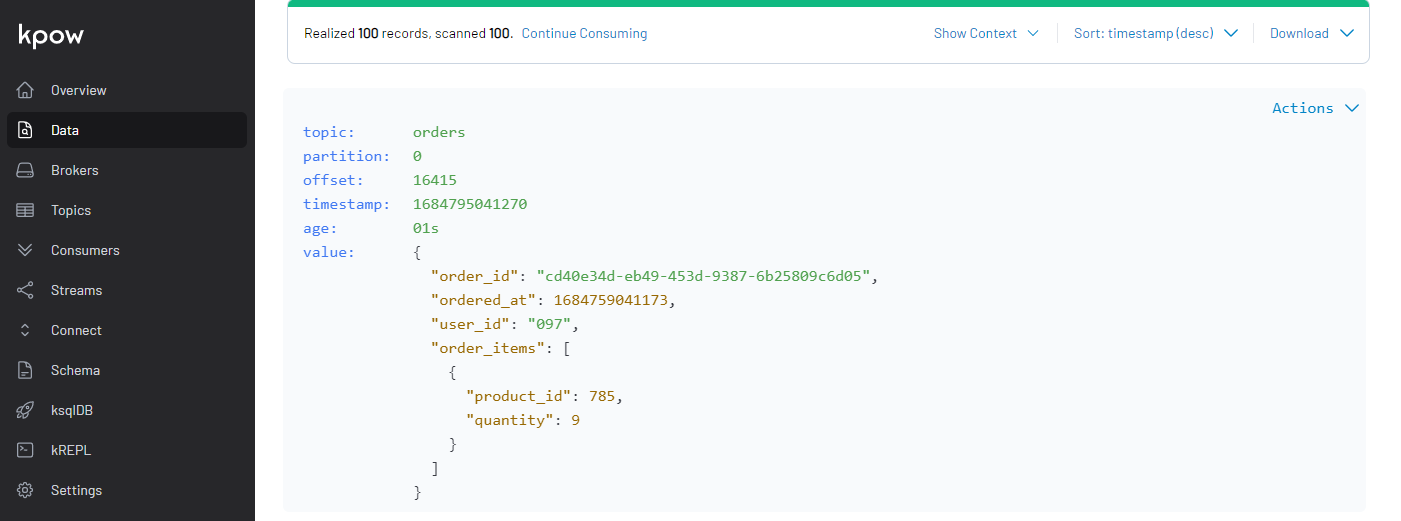 kpow
Overview
Data
Brokers
Topics
Consumers
Streams
Connect
Schema
ksqlDB
kREPL
Settings
Realized 100 records, scanned 100. Continue Consuming
Show Context
Sort: timestamp (desc)
Download
Actions
topic: orders
partition: 0
offset: 16415
timestamp: 1684795041270
age: 01s
value: {
"order_id": "cd40e34d-eb49-453d-9387-6b25809c6d05",
"ordered_at": 1684759041173,
"user_id": "097",
"order_items": [
{
"product_id": 785,
"quantity": 9
}
]
}